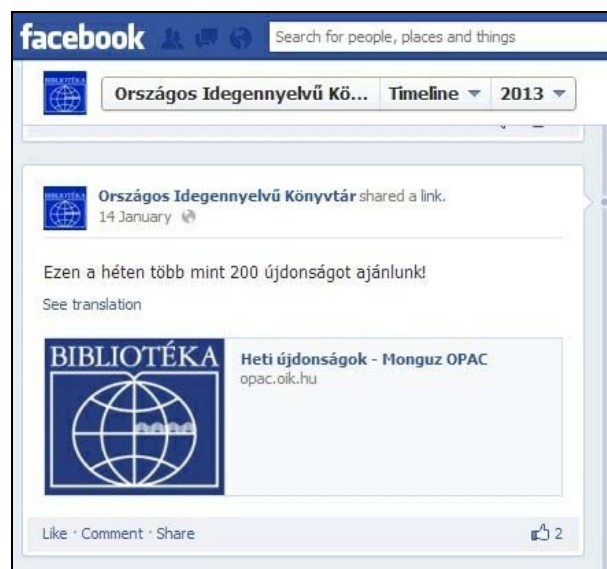 facebook Search for people, places and things
BIBLIOTÉKA
Országos Idegennyelvű Kö... Timeline 2013
Országos Idegennyelvű Könyvtár shared a link.
14 January
Ezen a héten több mint 200 újdonságot ajánlunk!
See translation
BIBLIOTÉKA
Heti újdonságok - Monguz OPAC
opac.oik.hu
Like · Comment · Share 2